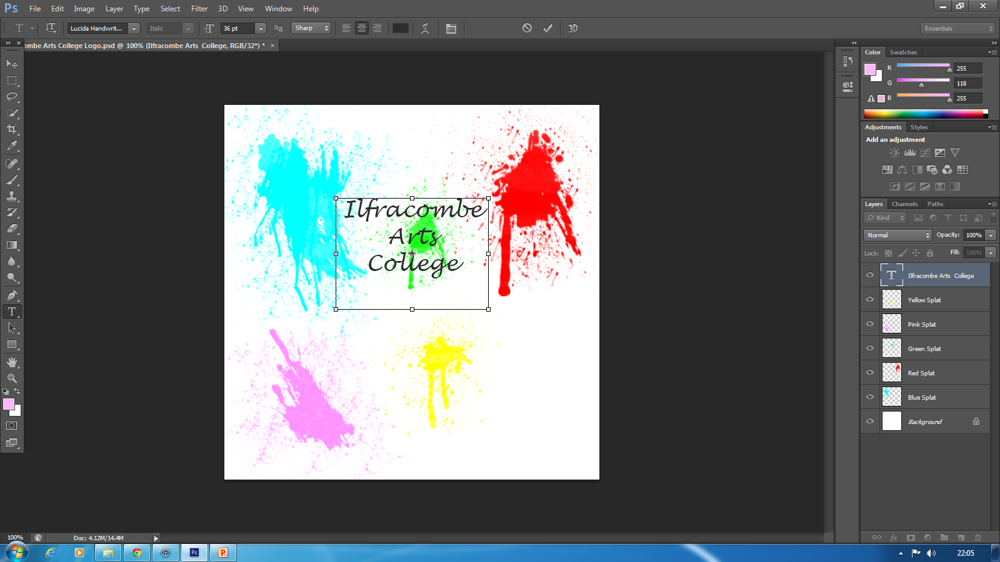 Ps File Edit Image Layer Type Select Filter 3D View Window Help
T Lucida Handwrit... Italic 36 pt Sharp 3D Essentials
ombe Arts College Logo.psd @ 100% (Ilfracombe Arts College, RGB/32*) * ×
Color Swatches
R 255
G 118
B 255
Adjustments Styles
Add an adjustment
Ilfracombe
Arts
College
Layers Channels Paths
Kind
Normal Opacity: 100%
Lock: Fill: 100%
T Ilfracombe Arts College
Yellow Splat
Pink Splat
Green Splat
Red Splat
Blue Splat
Background
100% Doc: 4.12M/14.4M
fx
Ps P 22:05